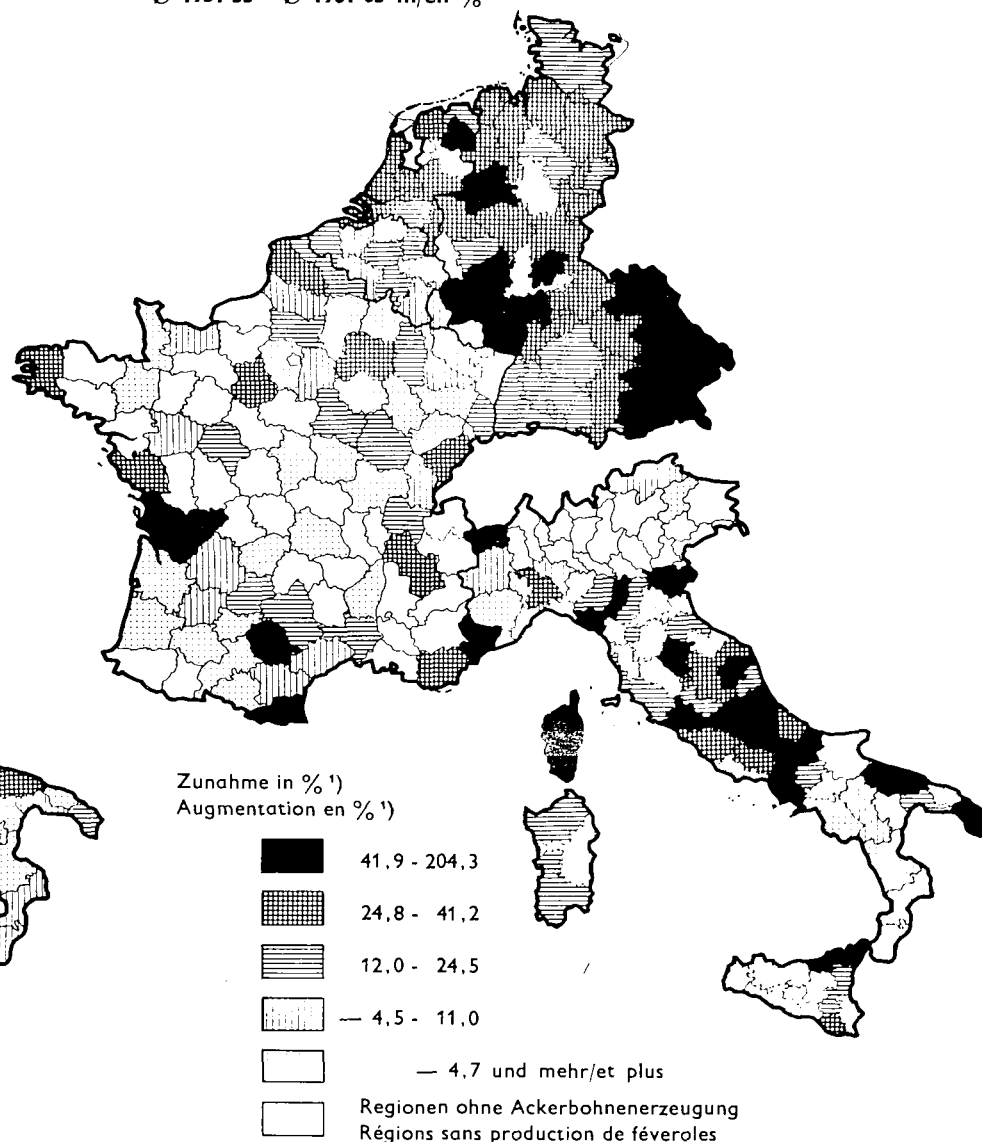 Zunahme in % ¹)
Augmentation en % ¹)
41,9 - 204,3
24,8 - 41,2
12,0 - 24,5
— 4,5 - 11,0
— 4,7 und mehr/et plus
Regionen ohne Ackerbohnenerzeugung
Régions sans production de féveroles